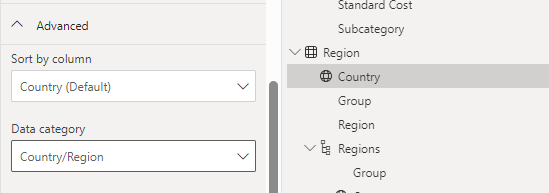 Advanced
Sort by column
Country (Default)
Data category
Country/Region
Standard Cost
Subcategory
Region
Country
Group
Region
Regions
Group